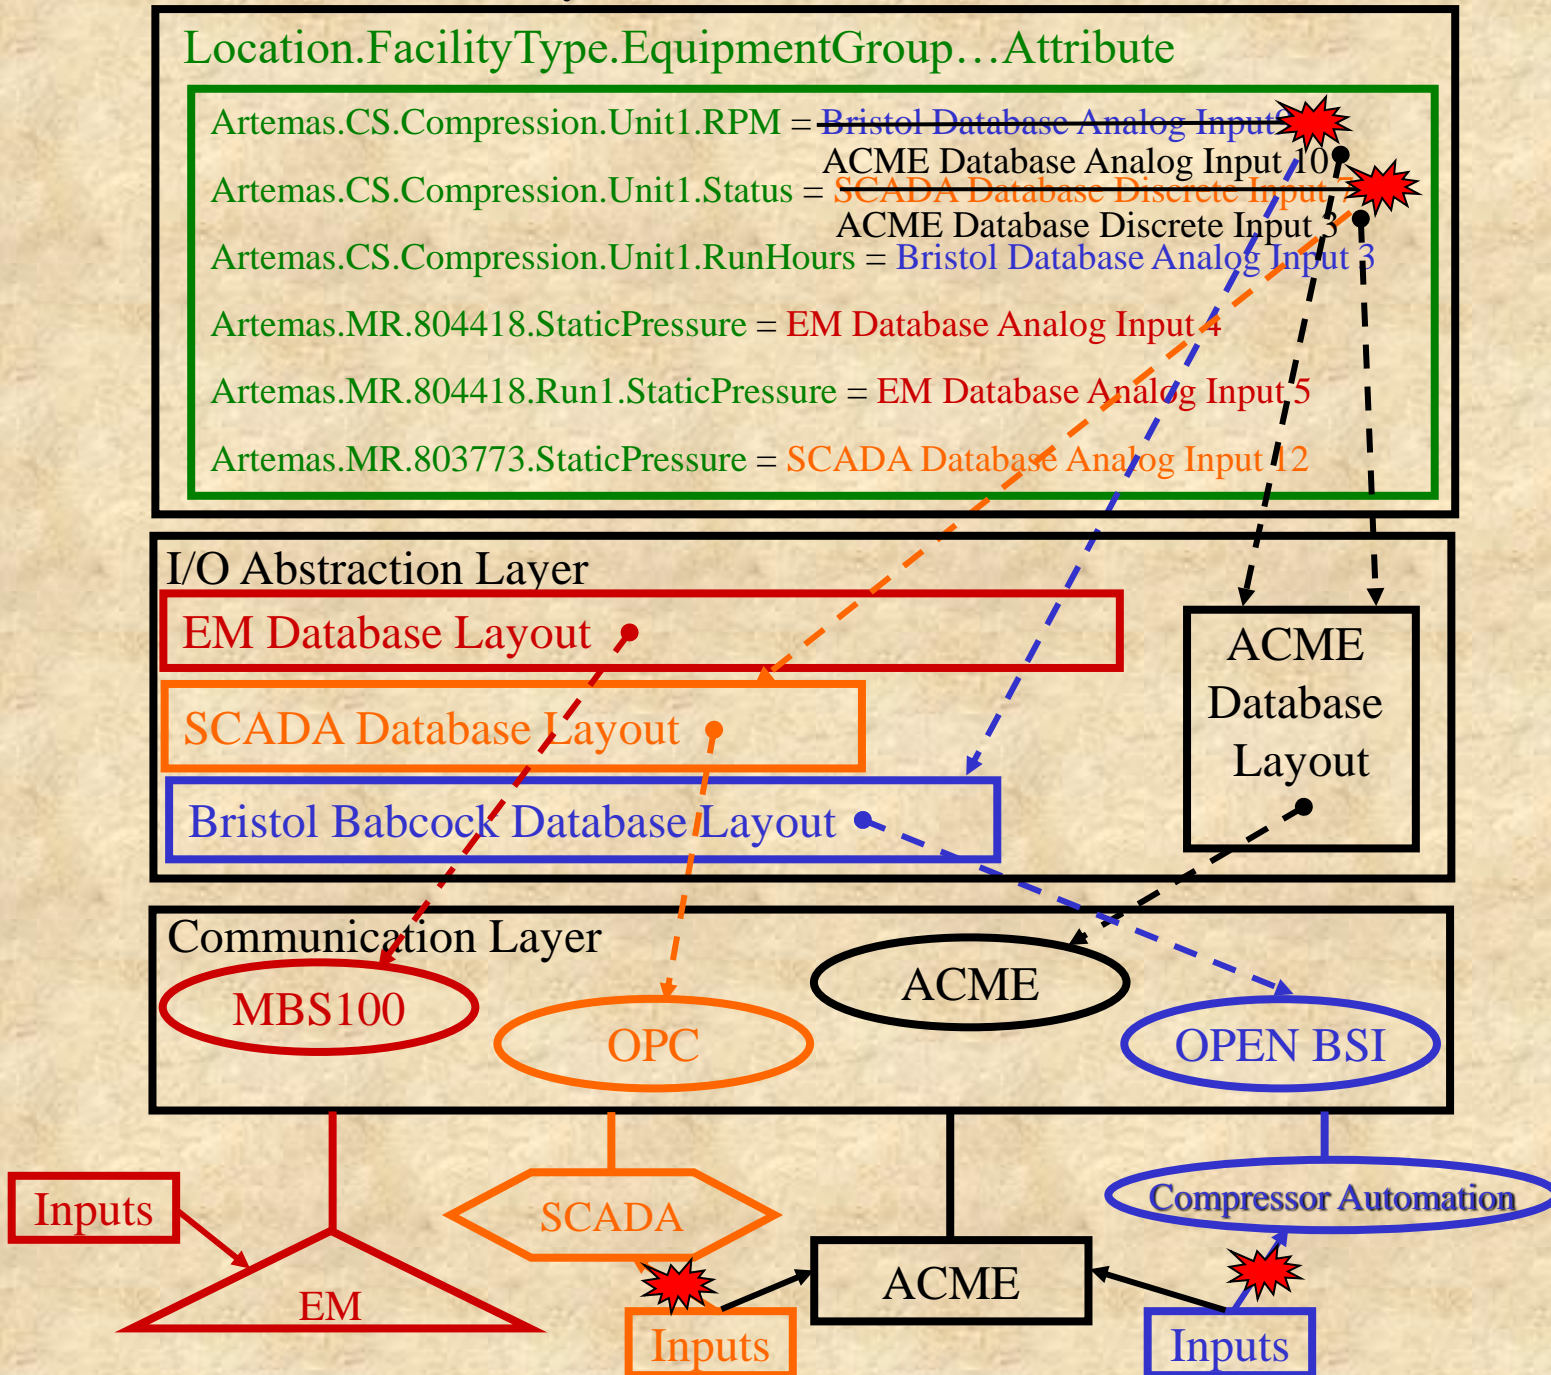 Location.FacilityType.EquipmentGroup…Attribute
Artemas.CS.Compression.Unit1.RPM = Bristol Database Analog Input
ACME Database Analog Input 10
Artemas.CS.Compression.Unit1.Status = SCADA Database Discrete Input 7
ACME Database Discrete Input 3
Artemas.CS.Compression.Unit1.RunHours = Bristol Database Analog Input 3
Artemas.MR.804418.StaticPressure = EM Database Analog Input 4
Artemas.MR.804418.Run1.StaticPressure = EM Database Analog Input 5
Artemas.MR.803773.StaticPressure = SCADA Database Analog Input 12
I/O Abstraction Layer
EM Database Layout
SCADA Database Layout
Bristol Babcock Database Layout
ACME
Database
Layout
Communication Layer
MBS100
OPC
ACME
OPEN BSI
Inputs
EM
SCADA
Inputs
ACME
Compressor Automation
Inputs